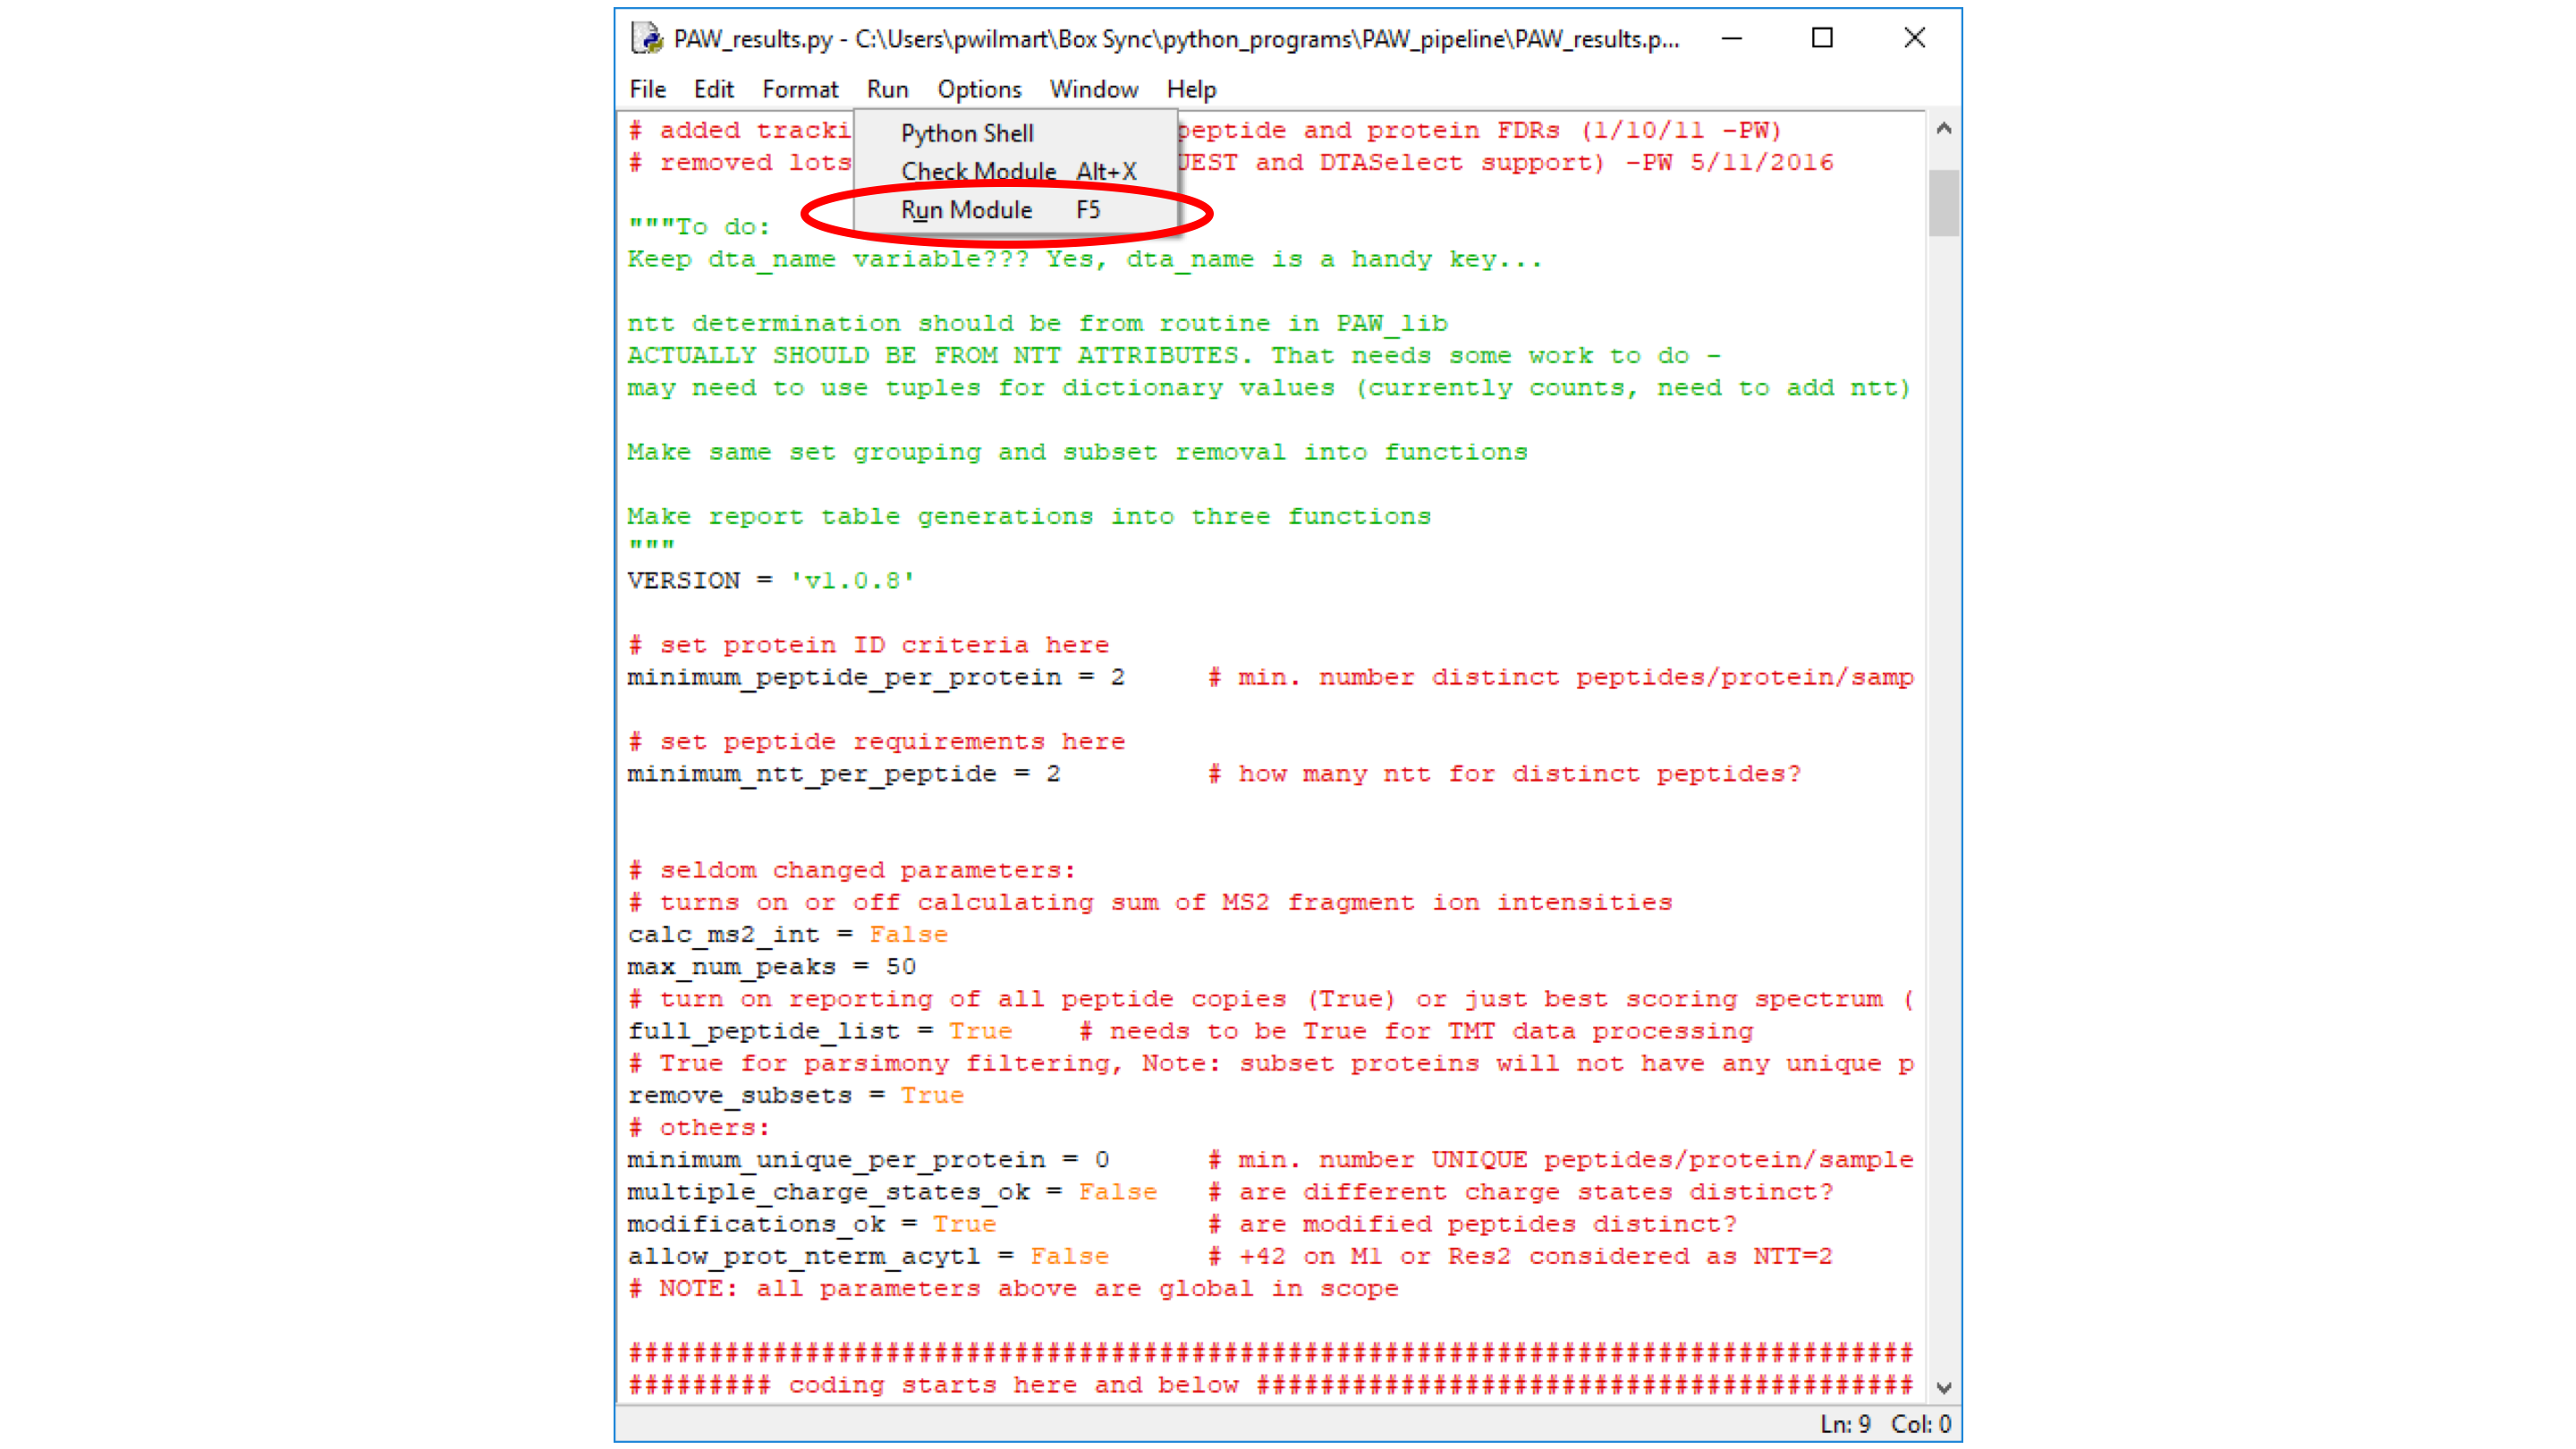 PAW_results.py - C:\Users\pwilmart\Box Sync\python_programs\PAW_pipeline\PAW_results.p...
File Edit Format Run Options Window Help
# added tracki peptide and protein FDRs (1/10/11 -PW)
Python Shell
# removed lots UEST and DTASelect support) -PW 5/11/2016
Check Module Alt+X
Run Module F5
"""To do:
Keep dta_name variable??? Yes, dta_name is a handy key...
ntt determination should be from routine in PAW_lib
ACTUALLY SHOULD BE FROM NTT ATTRIBUTES. That needs some work to do -
may need to use tuples for dictionary values (currently counts, need to add ntt)
Make same set grouping and subset removal into functions
Make report table generations into three functions
"""
VERSION = 'v1.0.8'
# set protein ID criteria here
minimum_peptide_per_protein = 2 # min. number distinct peptides/protein/samp
# set peptide requirements here
minimum_ntt_per_peptide = 2 # how many ntt for distinct peptides?
# seldom changed parameters:
# turns on or off calculating sum of MS2 fragment ion intensities
calc_ms2_int = False
max_num_peaks = 50
# turn on reporting of all peptide copies (True) or just best scoring spectrum (
full_peptide_list = True # needs to be True for TMT data processing
# True for parsimony filtering, Note: subset proteins will not have any unique p
remove_subsets = True
# others:
minimum_unique_per_protein = 0 # min. number UNIQUE peptides/protein/sample
multiple_charge_states_ok = False # are different charge states distinct?
modifications_ok = True # are modified peptides distinct?
allow_prot_nterm_acytl = False # +42 on M1 or Res2 considered as NTT=2
# NOTE: all parameters above are global in scope
################################################################################
######### coding starts here and below #########################################
Ln: 9 Col: 0